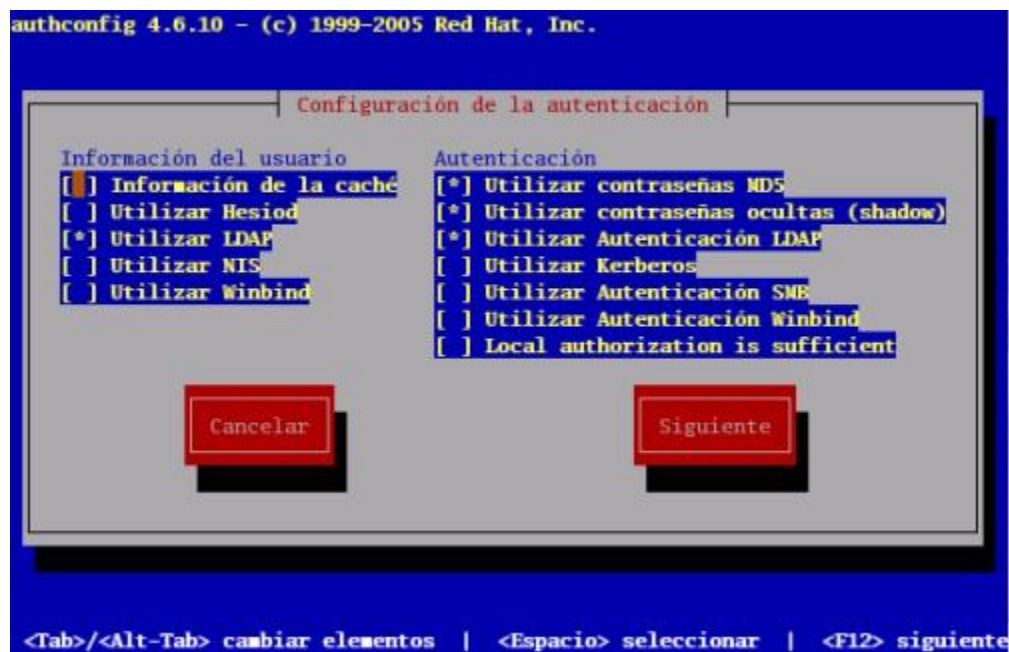 authconfig 4.6.10 - (c) 1999-2005 Red Hat, Inc.
Configuración de la autenticación
Información del usuario
[ ] Información de la caché
[ ] Utilizar Hesiod
[*] Utilizar LDAP
[ ] Utilizar NIS
[ ] Utilizar Winbind
Autenticación
[*] Utilizar contraseñas MD5
[*] Utilizar contraseñas ocultas (shadow)
[*] Utilizar Autenticación LDAP
[ ] Utilizar Kerberos
[ ] Utilizar Autenticación SMB
[ ] Utilizar Autenticación Winbind
[ ] Local authorization is sufficient
Cancelar
Siguiente
<Tab>/<Alt-Tab> cambiar elementos | <Espacio> seleccionar | <F12> siguiente